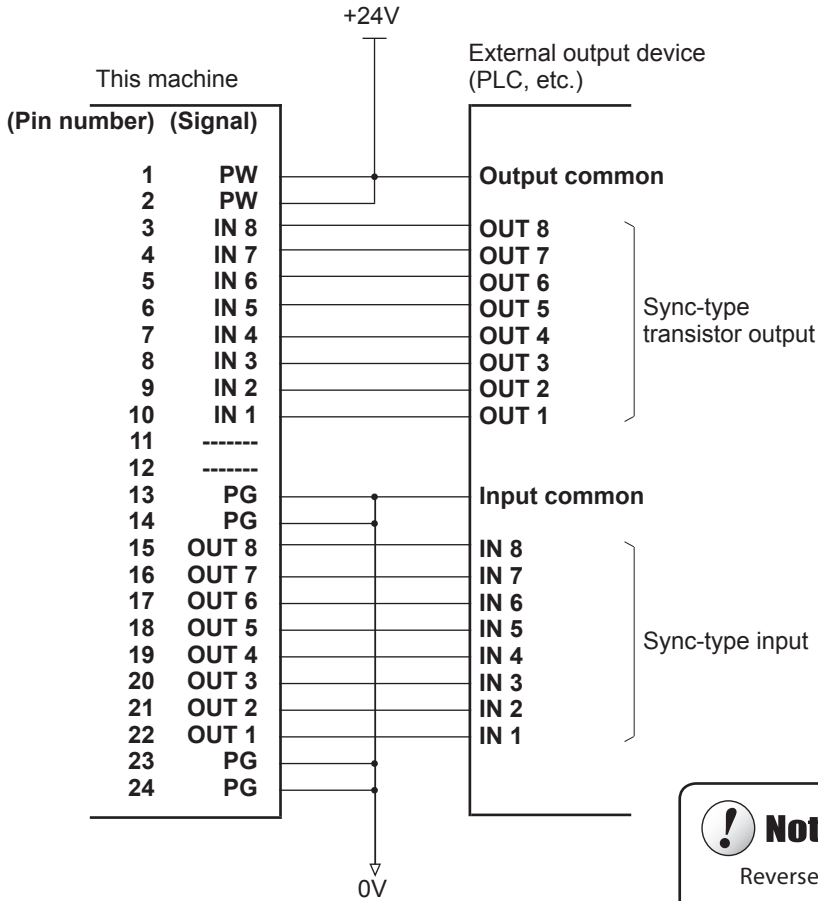 +24V
This machine
External output device
(PLC, etc.)
(Pin number) (Signal)
1 PW
2 PW
3 IN 8
4 IN 7
5 IN 6
6 IN 5
7 IN 4
8 IN 3
9 IN 2
10 IN 1
11 -------
12 -------
13 PG
14 PG
15 OUT 8
16 OUT 7
17 OUT 6
18 OUT 5
19 OUT 4
20 OUT 3
21 OUT 2
22 OUT 1
23 PG
24 PG
Output common
OUT 8
OUT 7
OUT 6
OUT 5
OUT 4
OUT 3
OUT 2
OUT 1
Sync-type
transistor output
Input common
IN 8
IN 7
IN 6
IN 5
IN 4
IN 3
IN 2
IN 1
Sync-type input
0V
! Not
Reverse